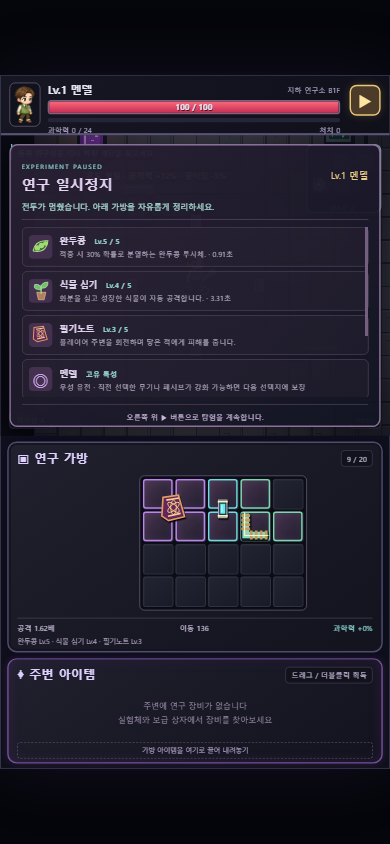 Lv.1 멘델
지하 연구소 B1F
100 / 100
과학력 0 / 24
처치 0
EXPERIMENT PAUSED
연구 일시정지
Lv.1 멘델
전투가 멈췄습니다. 아래 가방을 자유롭게 정리하세요.
완두콩 Lv.5 / 5
적중 시 30% 확률로 분열하는 완두콩 투사체. · 0.91초
식물 심기 Lv.4 / 5
화분을 심고 성장한 식물이 자동 공격합니다. · 3.31초
필기노트 Lv.3 / 5
플레이어 주변을 회전하며 닿은 적에게 피해를 줍니다.
멘델 고유 특성
우성 유전 · 직전 선택한 무기나 패시브가 강화 가능하면 다음 선택지에 보장
오른쪽 위 ▶ 버튼으로 탐험을 계속합니다.
연구 가방
9 / 20
공격 1.62배
이동 136
과학력 +0%
완두콩 Lv5 · 식물 심기 Lv4 · 필기노트 Lv3
주변 아이템
드래그 / 더블클릭 획득
주변에 연구 장비가 없습니다
실험체와 보급 상자에서 장비를 찾아보세요
가방 아이템을 여기로 끌어 내려놓기